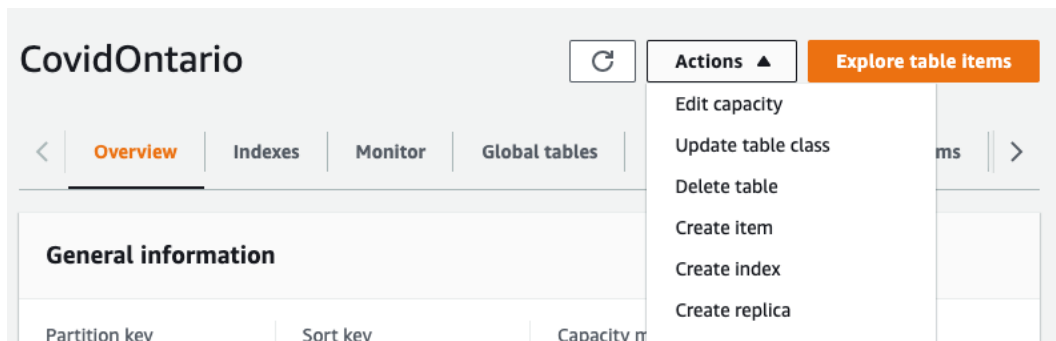 CovidOntario
Actions ▲
Explore table items
Edit capacity
Update table class
Delete table
Create item
Create index
Create replica
Overview
Indexes
Monitor
Global tables
General information
Partition key
Sort key
Capacity